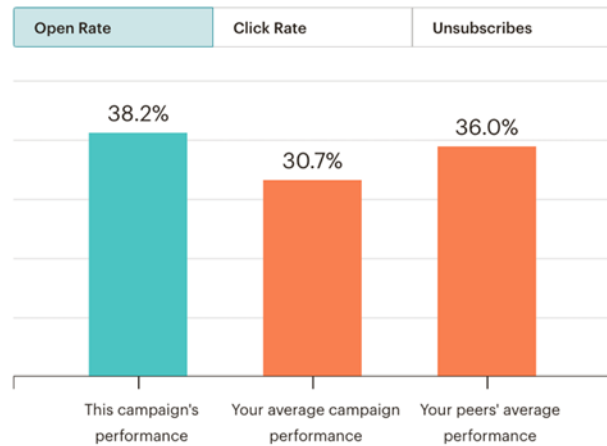 Open Rate Click Rate Unsubscribes
38.2%
30.7%
36.0%
This campaign's
performance
Your average campaign
performance
Your peers' average
performance